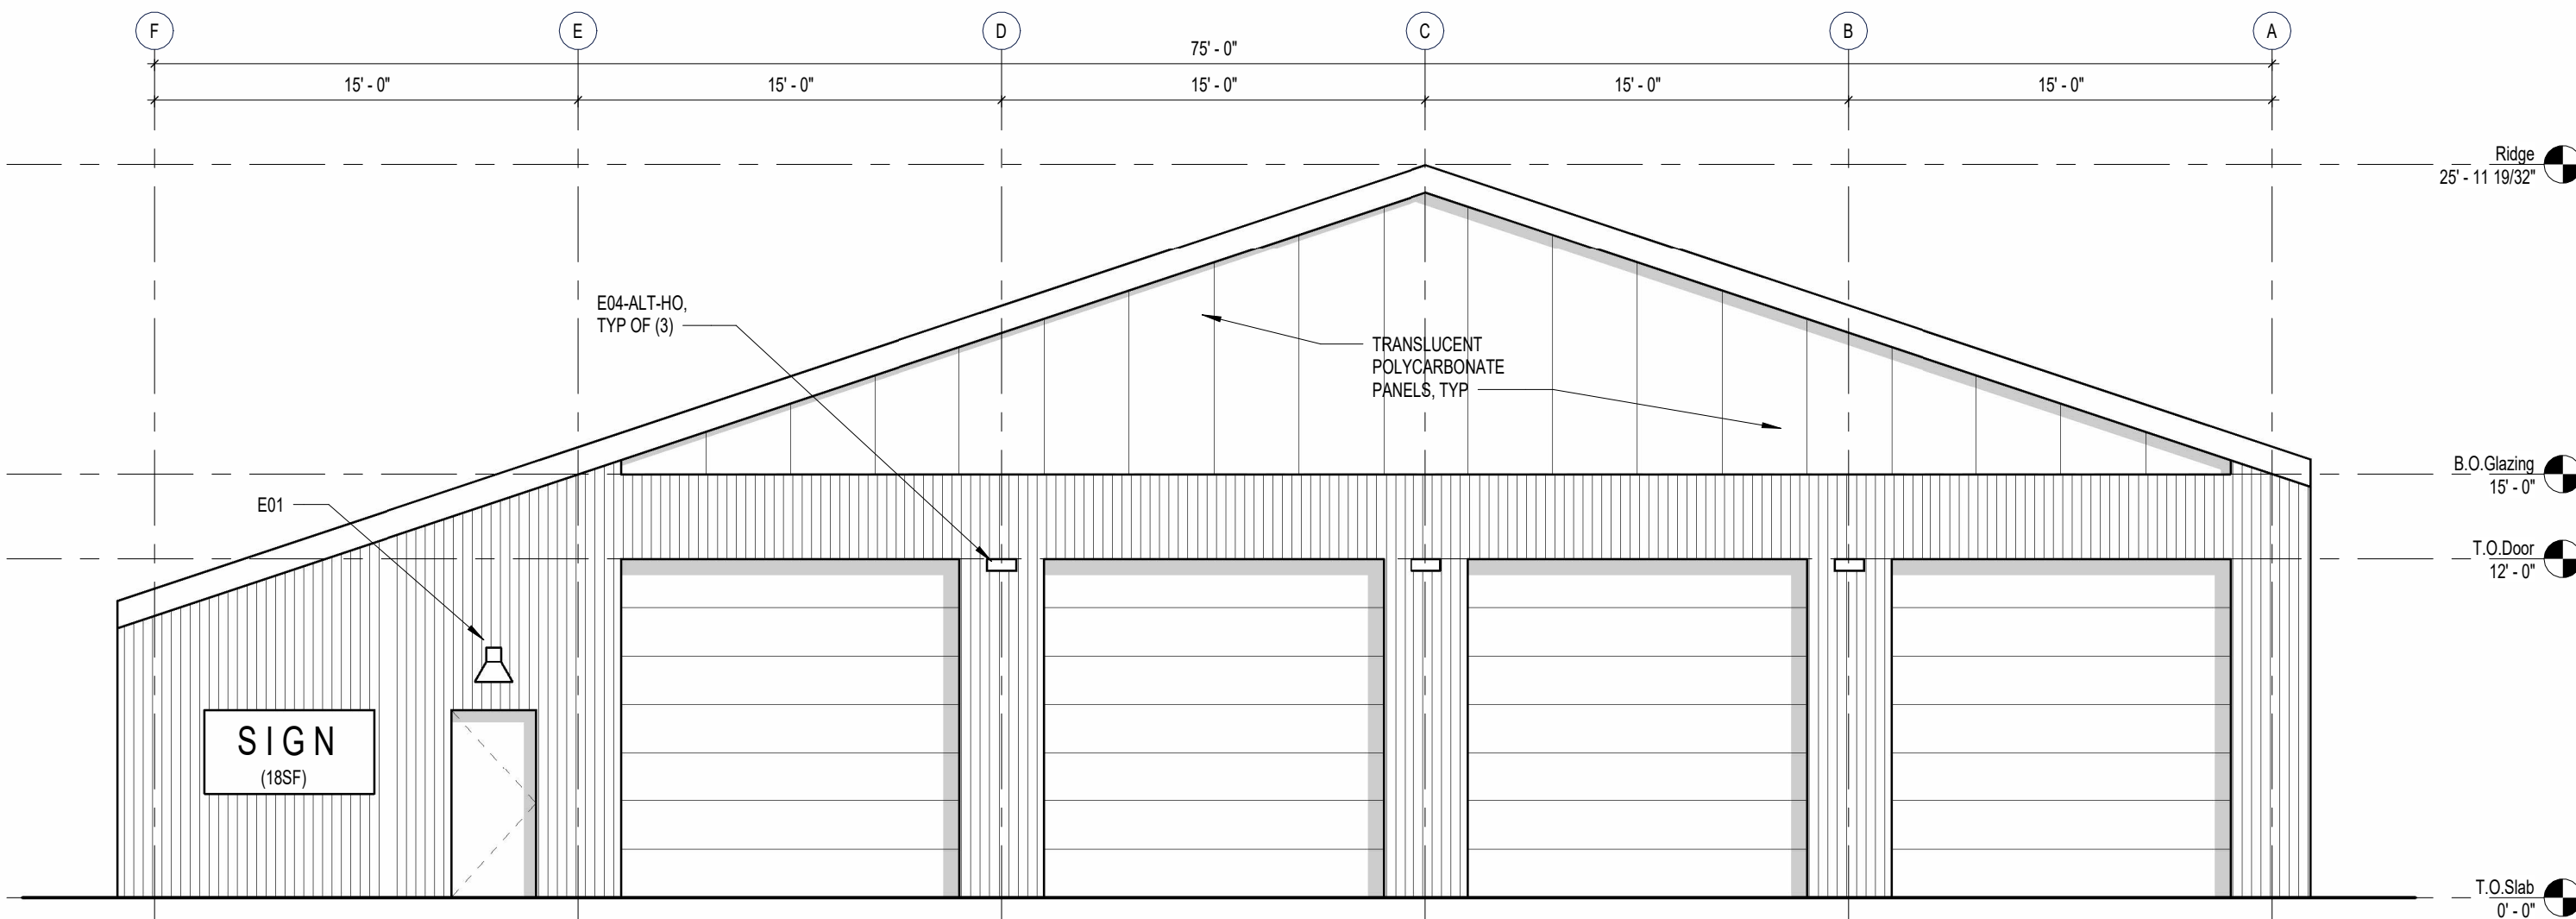 F
E
D
C
B
A
75' - 0"
15' - 0"
15' - 0"
15' - 0"
15' - 0"
15' - 0"
Ridge
25' - 11 19/32"
E04-ALT-HO,
TYP OF (3)
TRANSLUCENT
POLYCARBONATE
PANELS, TYP
B.O.Glazing
15' - 0"
E01
T.O.Door
12' - 0"
SIGN
(18SF)
T.O.Slab
0' - 0"